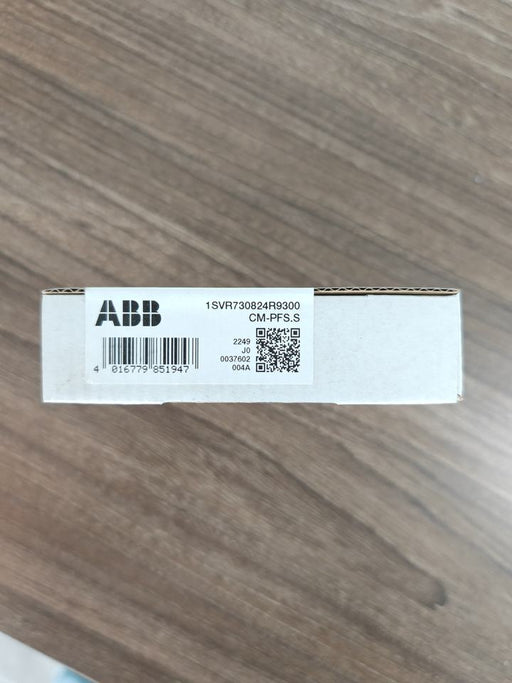 ABB
1SVR730824R9300
CM-PFS.S
2249
J0
0037602
004A
4 016779 851947